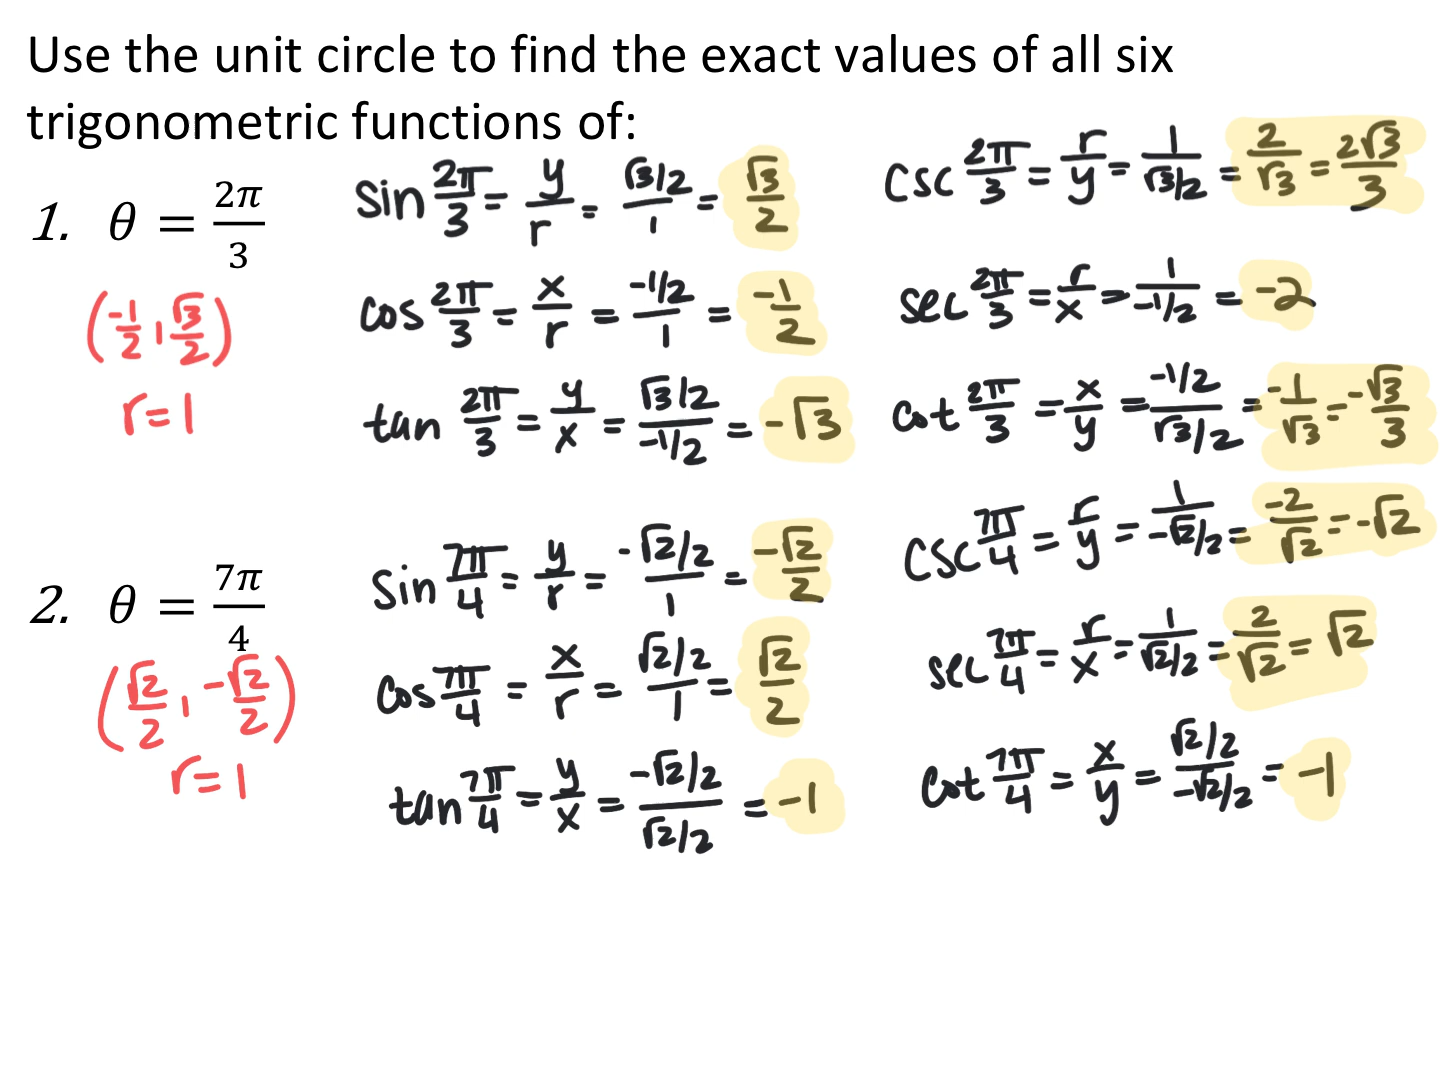 Use the unit circle to find the exact values of all six
trigonometric functions of:
1. θ = 2π/3
(-1/2, √3/2)
r=1
sin 2π/3 = y/r = (√3/2)/1 = √3/2
cos 2π/3 = x/r = (-1/2)/1 = -1/2
tan 2π/3 = y/x = (√3/2)/(-1/2) = -√3
csc 2π/3 = r/y = 1/(√3/2) = 2/√3 = 2√3/3
sec 2π/3 = r/x = 1/(-1/2) = -2
cot 2π/3 = x/y = (-1/2)/(√3/2) = -1/√3 = -√3/3
2. θ = 7π/4
(√2/2, -√2/2)
r=1
sin 7π/4 = y/r = (-√2/2)/1 = -√2/2
cos 7π/4 = x/r = (√2/2)/1 = √2/2
tan 7π/4 = y/x = (-√2/2)/(√2/2) = -1
csc 7π/4 = r/y = 1/(-√2/2) = -2/√2 = -√2
sec 7π/4 = r/x = 1/(√2/2) = 2/√2 = √2
cot 7π/4 = x/y = (√2/2)/(-√2/2) = -1